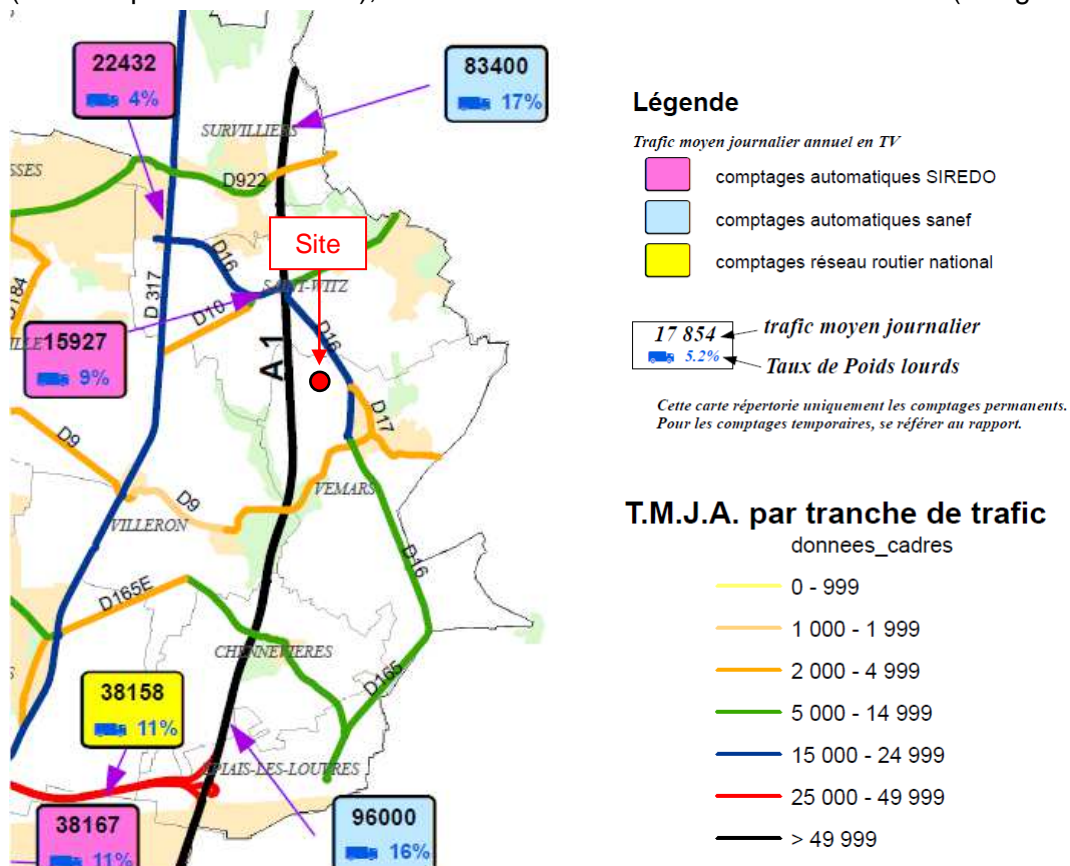 22432
4%
83400
17%
SURVILLIERS
SSES
D922
Site
D16
D 317
SAINT-WITZ
D184
D10
D16
15927
9%
A 1
D17
D9
VEMARS
D9
VILLERON
D16
D165E
CHENNEVIERES
D165
38158
11%
EPIAIS-LES-LOUVRES
38167
11%
96000
16%
Légende
Trafic moyen journalier annuel en TV
comptages automatiques SIREDO
comptages automatiques sanef
comptages réseau routier national
17 854 trafic moyen journalier
5.2% Taux de Poids lourds
Cette carte répertorie uniquement les comptages permanents.
Pour les comptages temporaires, se référer au rapport.
T.M.J.A. par tranche de trafic
donnees_cadres
0 - 999
1 000 - 1 999
2 000 - 4 999
5 000 - 14 999
15 000 - 24 999
25 000 - 49 999
> 49 999